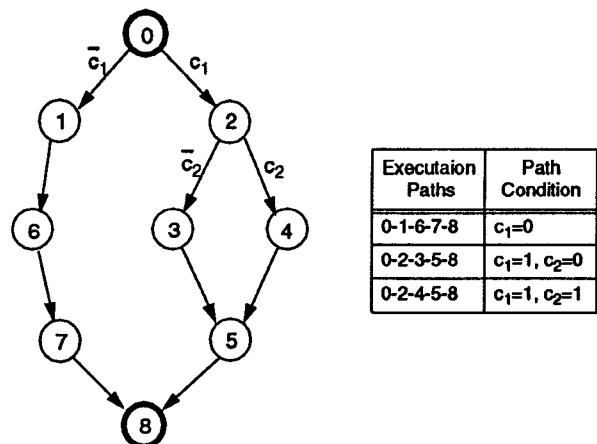 0
c̄₁ c₁
1 2
c̄₂ c₂
6 3 4
7 5
8
Executaion Paths Path Condition
0-1-6-7-8 c₁=0
0-2-3-5-8 c₁=1, c₂=0
0-2-4-5-8 c₁=1, c₂=1